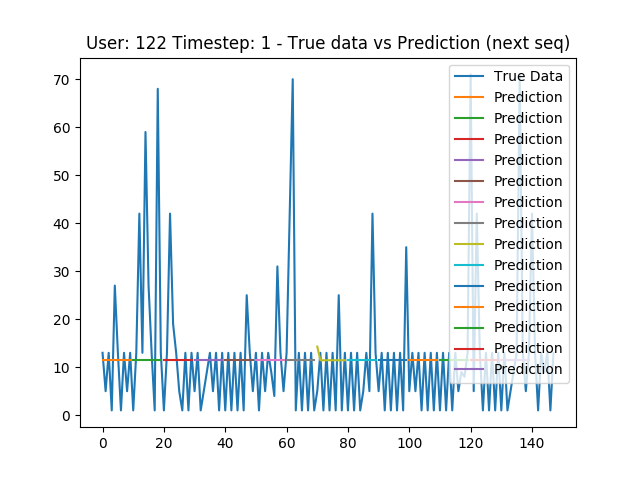 User: 122 Timestep: 1 - True data vs Prediction (next seq)
70
60
50
40
30
20
10
0
0 20 40 60 80 100 120 140
True Data
Prediction
Prediction
Prediction
Prediction
Prediction
Prediction
Prediction
Prediction
Prediction
Prediction
Prediction
Prediction
Prediction
Prediction